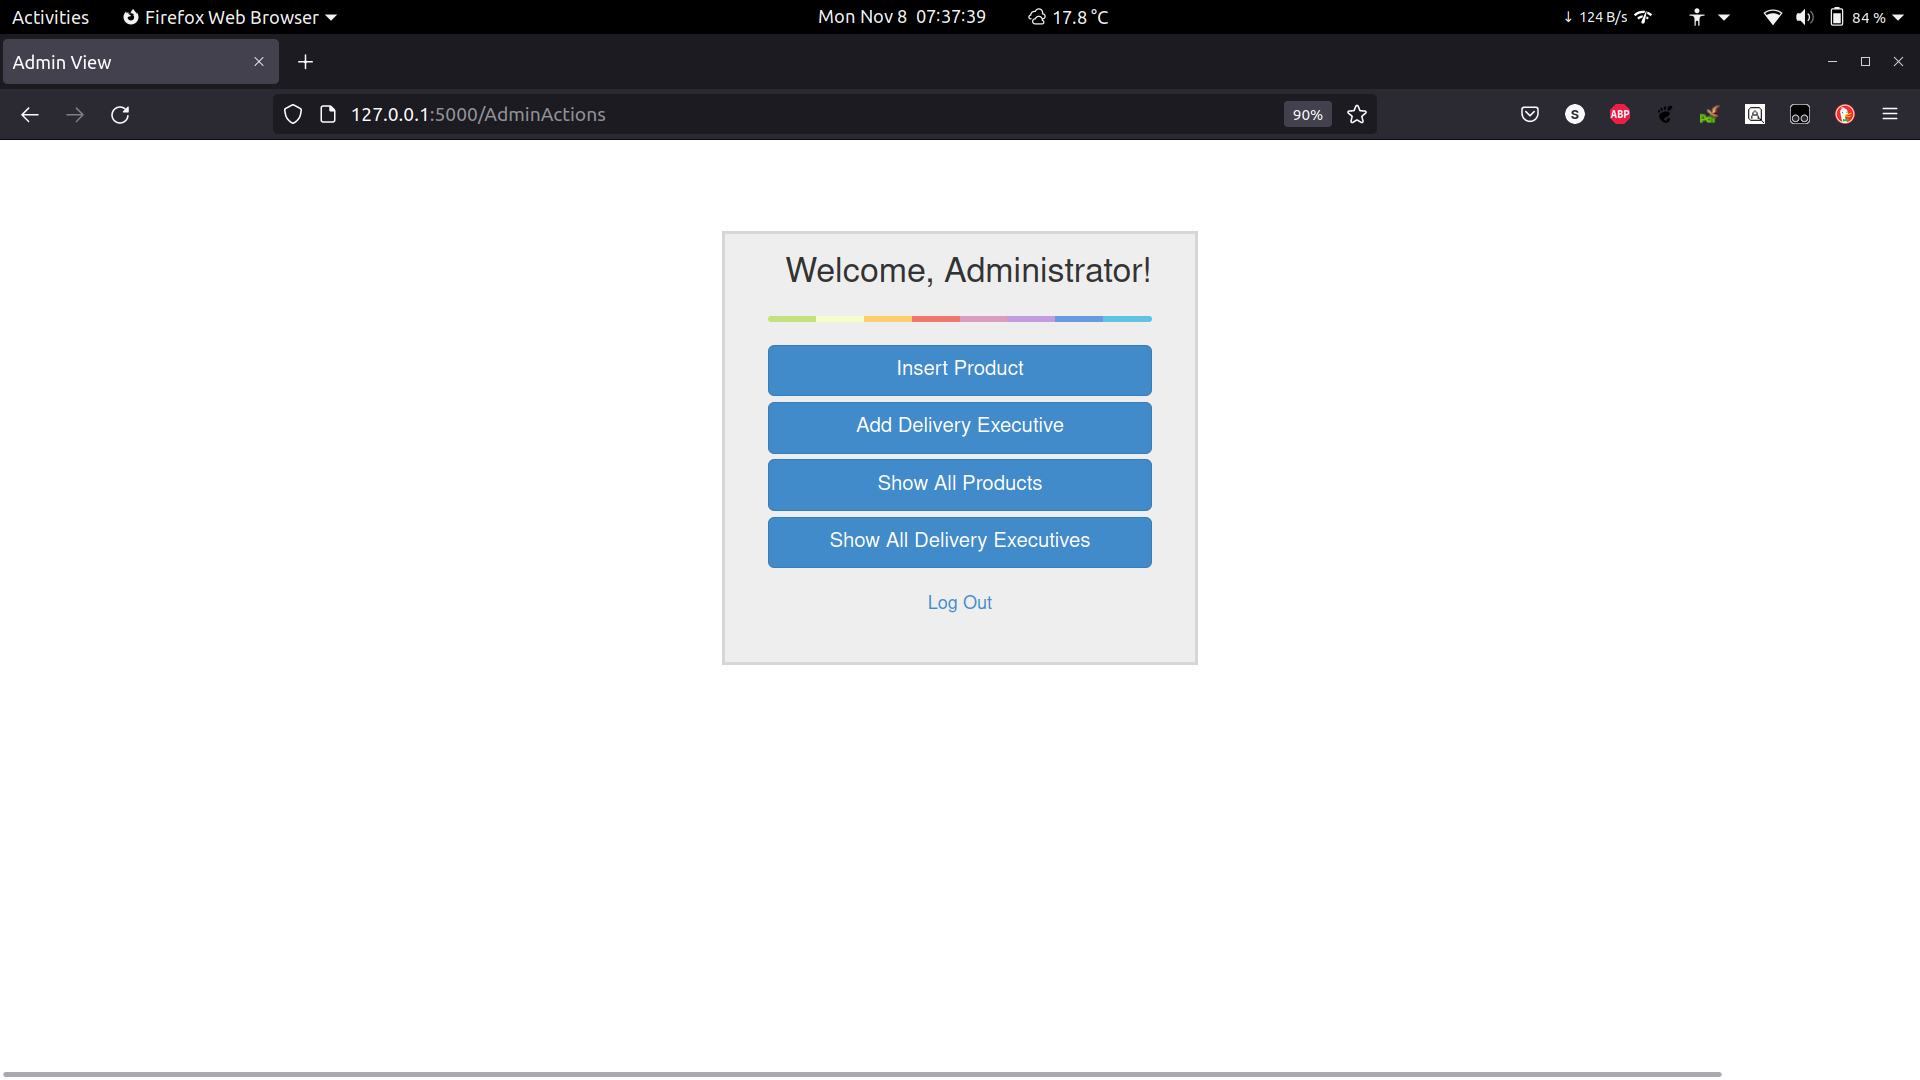 Activities Firefox Web Browser Mon Nov 8 07:37:39 17.8 °C ↓ 124 B/s 84 %
Admin View
127.0.0.1:5000/AdminActions 90% S ABP
Welcome, Administrator!
Insert Product
Add Delivery Executive
Show All Products
Show All Delivery Executives
Log Out